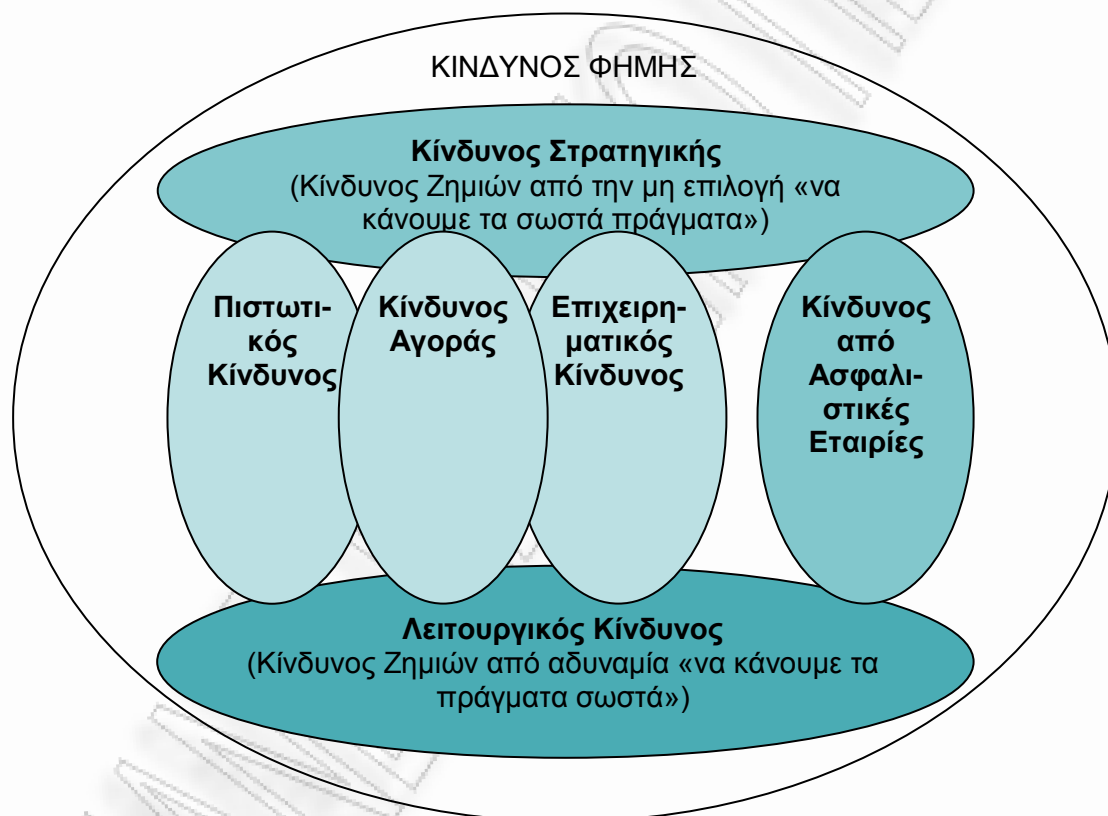 ΚΙΝΔΥΝΟΣ ΦΗΜΗΣ
Κίνδυνος Στρατηγικής
(Κίνδυνος Ζημιών από την μη επιλογή «να
κάνουμε τα σωστά πράγματα»)
Πιστωτι-
κός
Κίνδυνος
Κίνδυνος
Αγοράς
Επιχειρη-
ματικός
Κίνδυνος
Κίνδυνος
από
Ασφαλι-
στικές
Εταιρίες
Λειτουργικός Κίνδυνος
(Κίνδυνος Ζημιών από αδυναμία «να κάνουμε τα
πράγματα σωστά»)